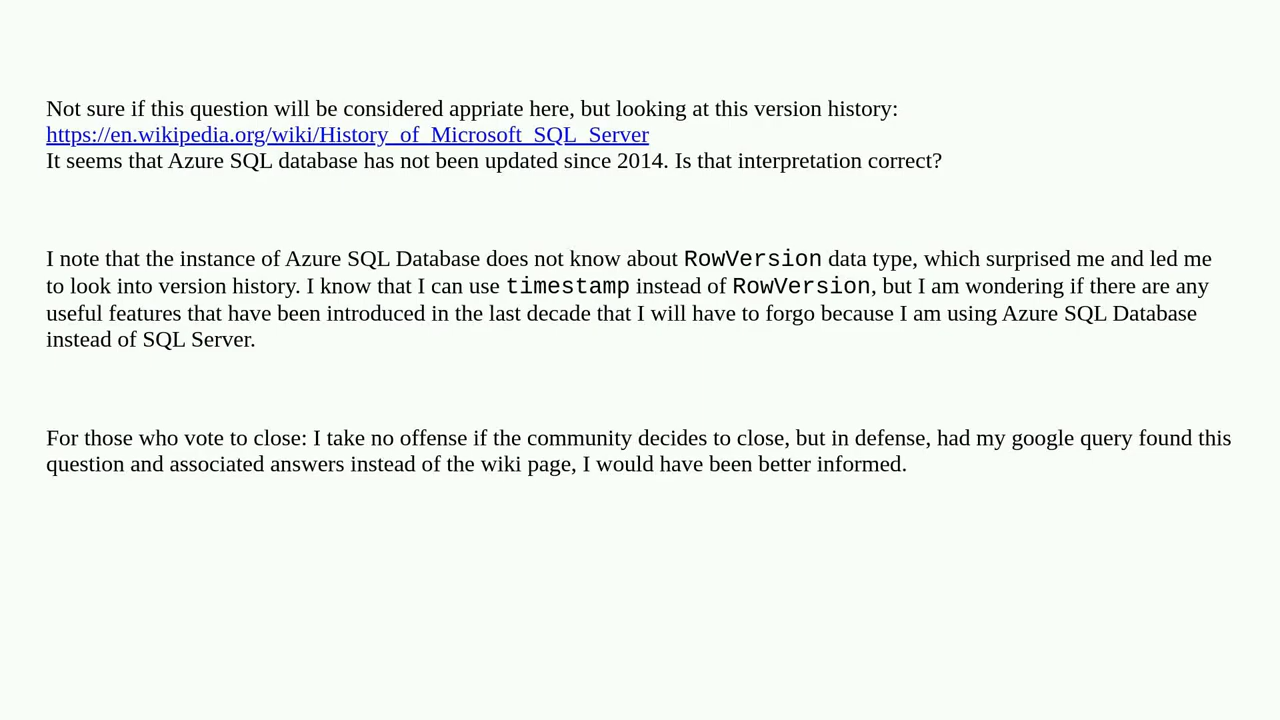 Not sure if this question will be considered appriate here, but looking at this version history:
https://en.wikipedia.org/wiki/History_of_Microsoft_SQL_Server
It seems that Azure SQL database has not been updated since 2014. Is that interpretation correct?
I note that the instance of Azure SQL Database does not know about RowVersion data type, which surprised me and led me
to look into version history. I know that I can use timestamp instead of RowVersion, but I am wondering if there are any
useful features that have been introduced in the last decade that I will have to forgo because I am using Azure SQL Database
instead of SQL Server.
For those who vote to close: I take no offense if the community decides to close, but in defense, had my google query found this
question and associated answers instead of the wiki page, I would have been better informed.